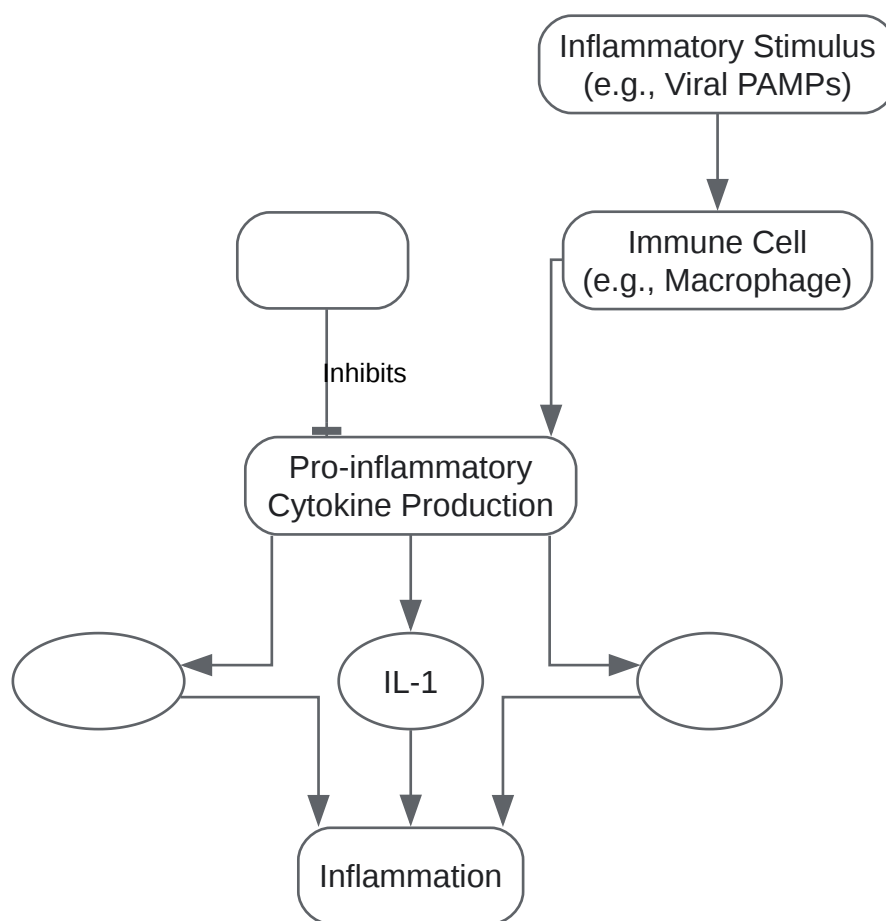 Inflammatory Stimulus
(e.g., Viral PAMPs)
Immune Cell
(e.g., Macrophage)
Inhibits
Pro-inflammatory
Cytokine Production
IL-1
Inflammation